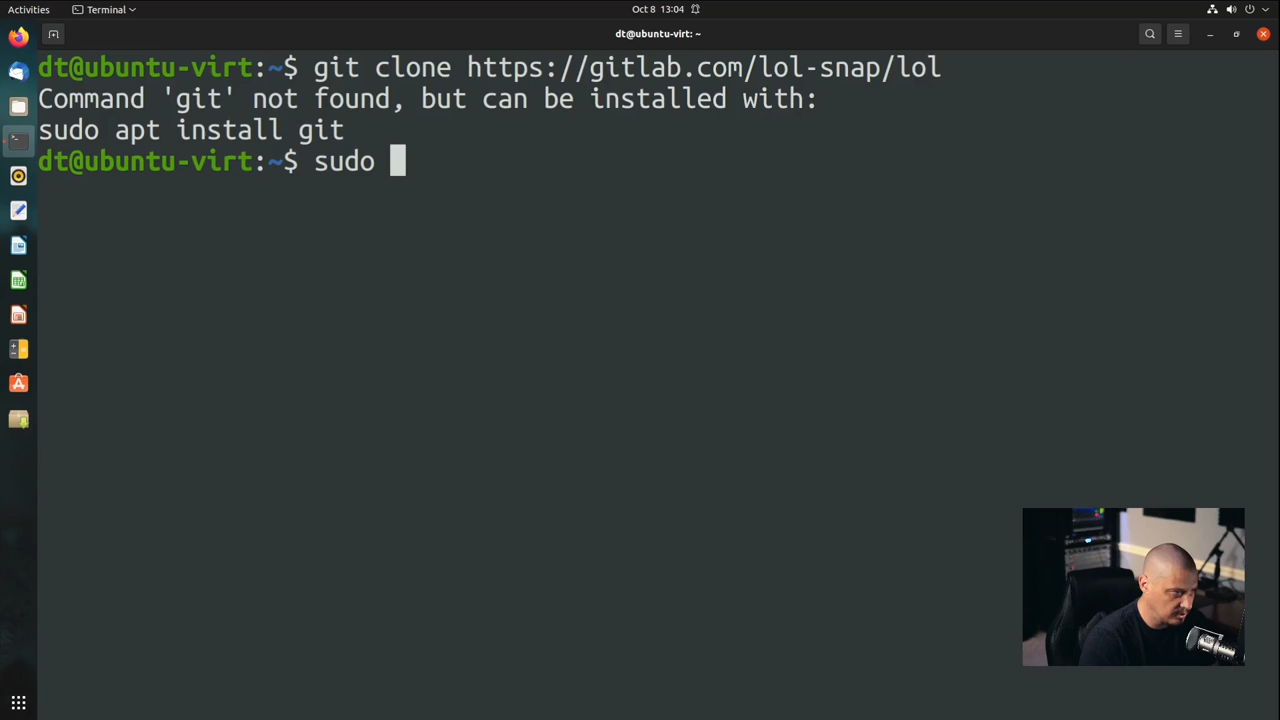 Activities
Terminal
Oct 8 13:04
dt@ubuntu-virt: ~
dt@ubuntu-virt:~$ git clone https://gitlab.com/lol-snap/lol
Command 'git' not found, but can be installed with:
sudo apt install git
dt@ubuntu-virt:~$ sudo